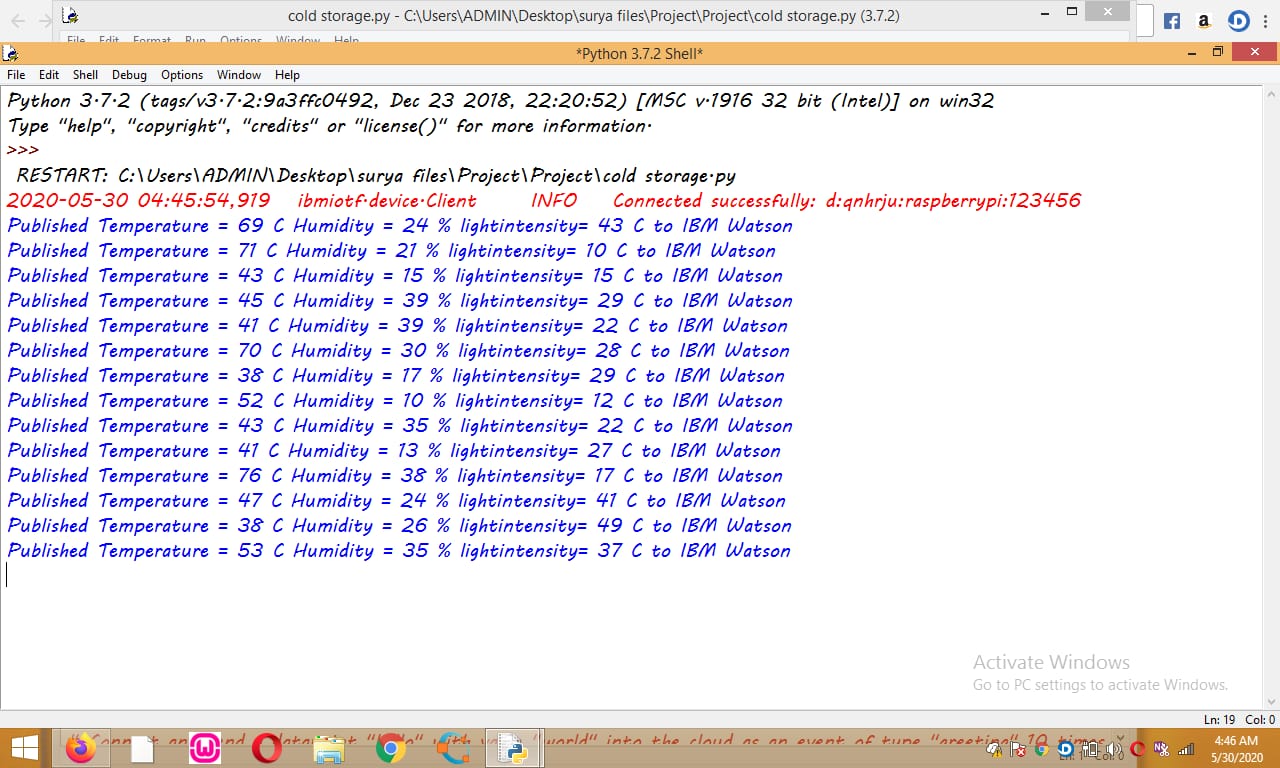 cold storage.py - C:\Users\ADMIN\Desktop\surya files\Project\Project\cold storage.py (3.7.2)
File Edit Format Run Options Window Help
*Python 3.7.2 Shell*
File Edit Shell Debug Options Window Help
Python 3.7.2 (tags/v3.7.2:9a3ffc0492, Dec 23 2018, 22:20:52) [MSC v.1916 32 bit (Intel)] on win32
Type "help", "copyright", "credits" or "license()" for more information.
>>>
RESTART: C:\Users\ADMIN\Desktop\surya files\Project\Project\cold storage.py
2020-05-30 04:45:54,919 ibmiotf.device.Client INFO Connected successfully: d:qnhrju:raspberrypi:123456
Published Temperature = 69 C Humidity = 24 % lightintensity= 43 C to IBM Watson
Published Temperature = 71 C Humidity = 21 % lightintensity= 10 C to IBM Watson
Published Temperature = 43 C Humidity = 15 % lightintensity= 15 C to IBM Watson
Published Temperature = 45 C Humidity = 39 % lightintensity= 29 C to IBM Watson
Published Temperature = 41 C Humidity = 39 % lightintensity= 22 C to IBM Watson
Published Temperature = 70 C Humidity = 30 % lightintensity= 28 C to IBM Watson
Published Temperature = 38 C Humidity = 17 % lightintensity= 29 C to IBM Watson
Published Temperature = 52 C Humidity = 10 % lightintensity= 12 C to IBM Watson
Published Temperature = 43 C Humidity = 35 % lightintensity= 22 C to IBM Watson
Published Temperature = 41 C Humidity = 13 % lightintensity= 27 C to IBM Watson
Published Temperature = 76 C Humidity = 38 % lightintensity= 17 C to IBM Watson
Published Temperature = 47 C Humidity = 24 % lightintensity= 41 C to IBM Watson
Published Temperature = 38 C Humidity = 26 % lightintensity= 49 C to IBM Watson
Published Temperature = 53 C Humidity = 35 % lightintensity= 37 C to IBM Watson
Activate Windows
Go to PC settings to activate Windows.
Ln: 19 Col: 0
"world" into the cloud as an event of type "greeting" 10 times
4:46 AM
5/30/2020